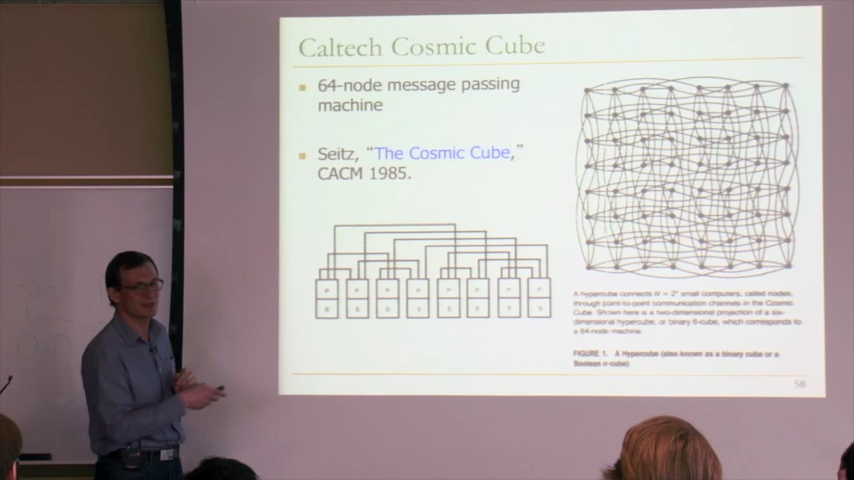 Caltech Cosmic Cube
64-node message passing
machine
Seitz, “The Cosmic Cube,”
CACM 1985.
A hypercube connects N = 2ⁿ small computers, called nodes,
through point-to-point communication channels in the Cosmic
Cube. Shown here is a two-dimensional projection of a six-
dimensional hypercube, or binary 6-cube, which corresponds to
a 64-node machine.
FIGURE 1. A Hypercube (also known as a binary cube or a
Boolean n-cube)
58